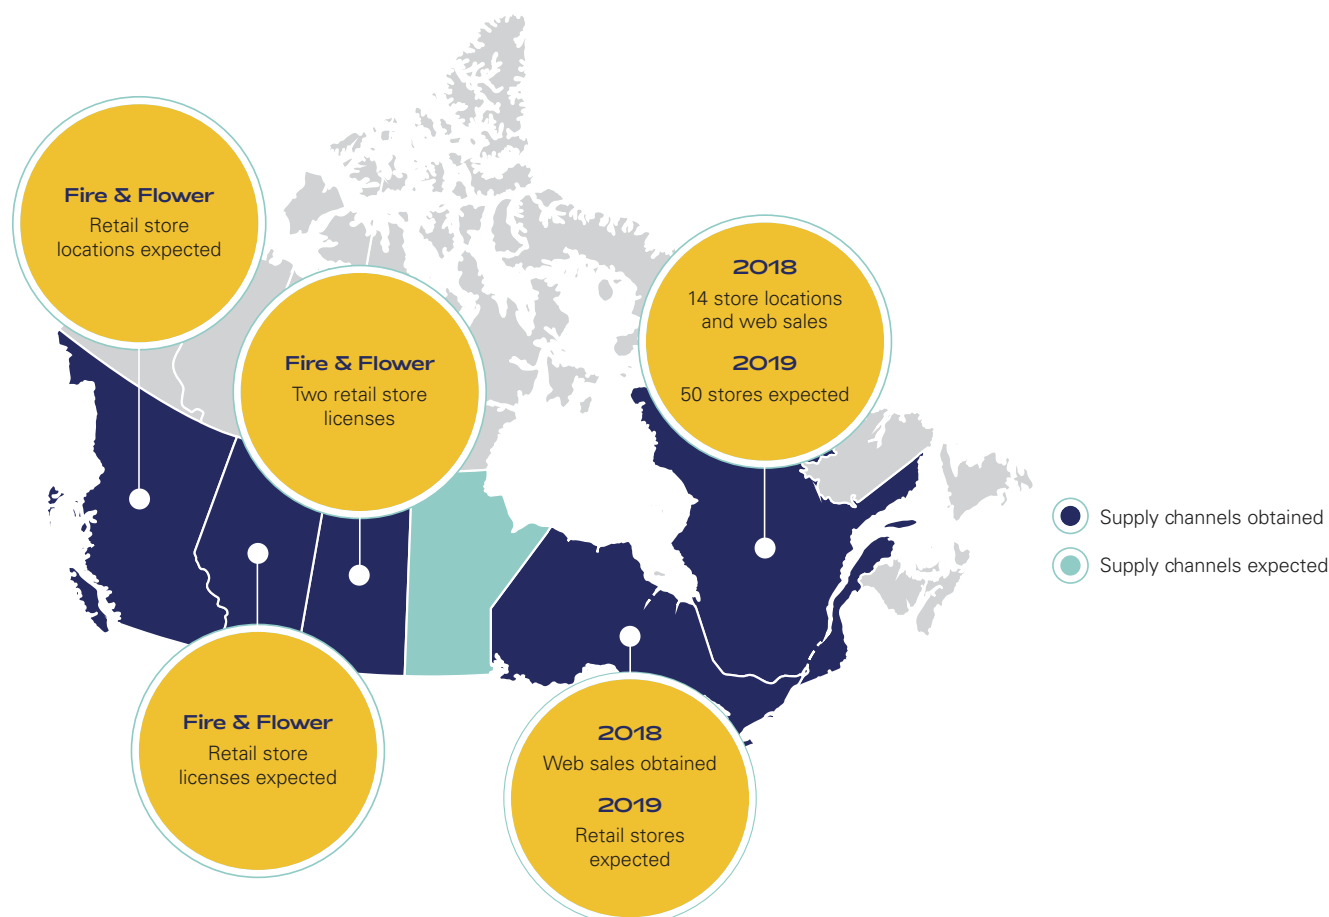 Fire & Flower
Retail store
locations expected
Fire & Flower
Two retail store
licenses
2018
14 store locations
and web sales
2019
50 stores expected
Supply channels obtained
Supply channels expected
Fire & Flower
Retail store
licenses expected
2018
Web sales obtained
2019
Retail stores
expected